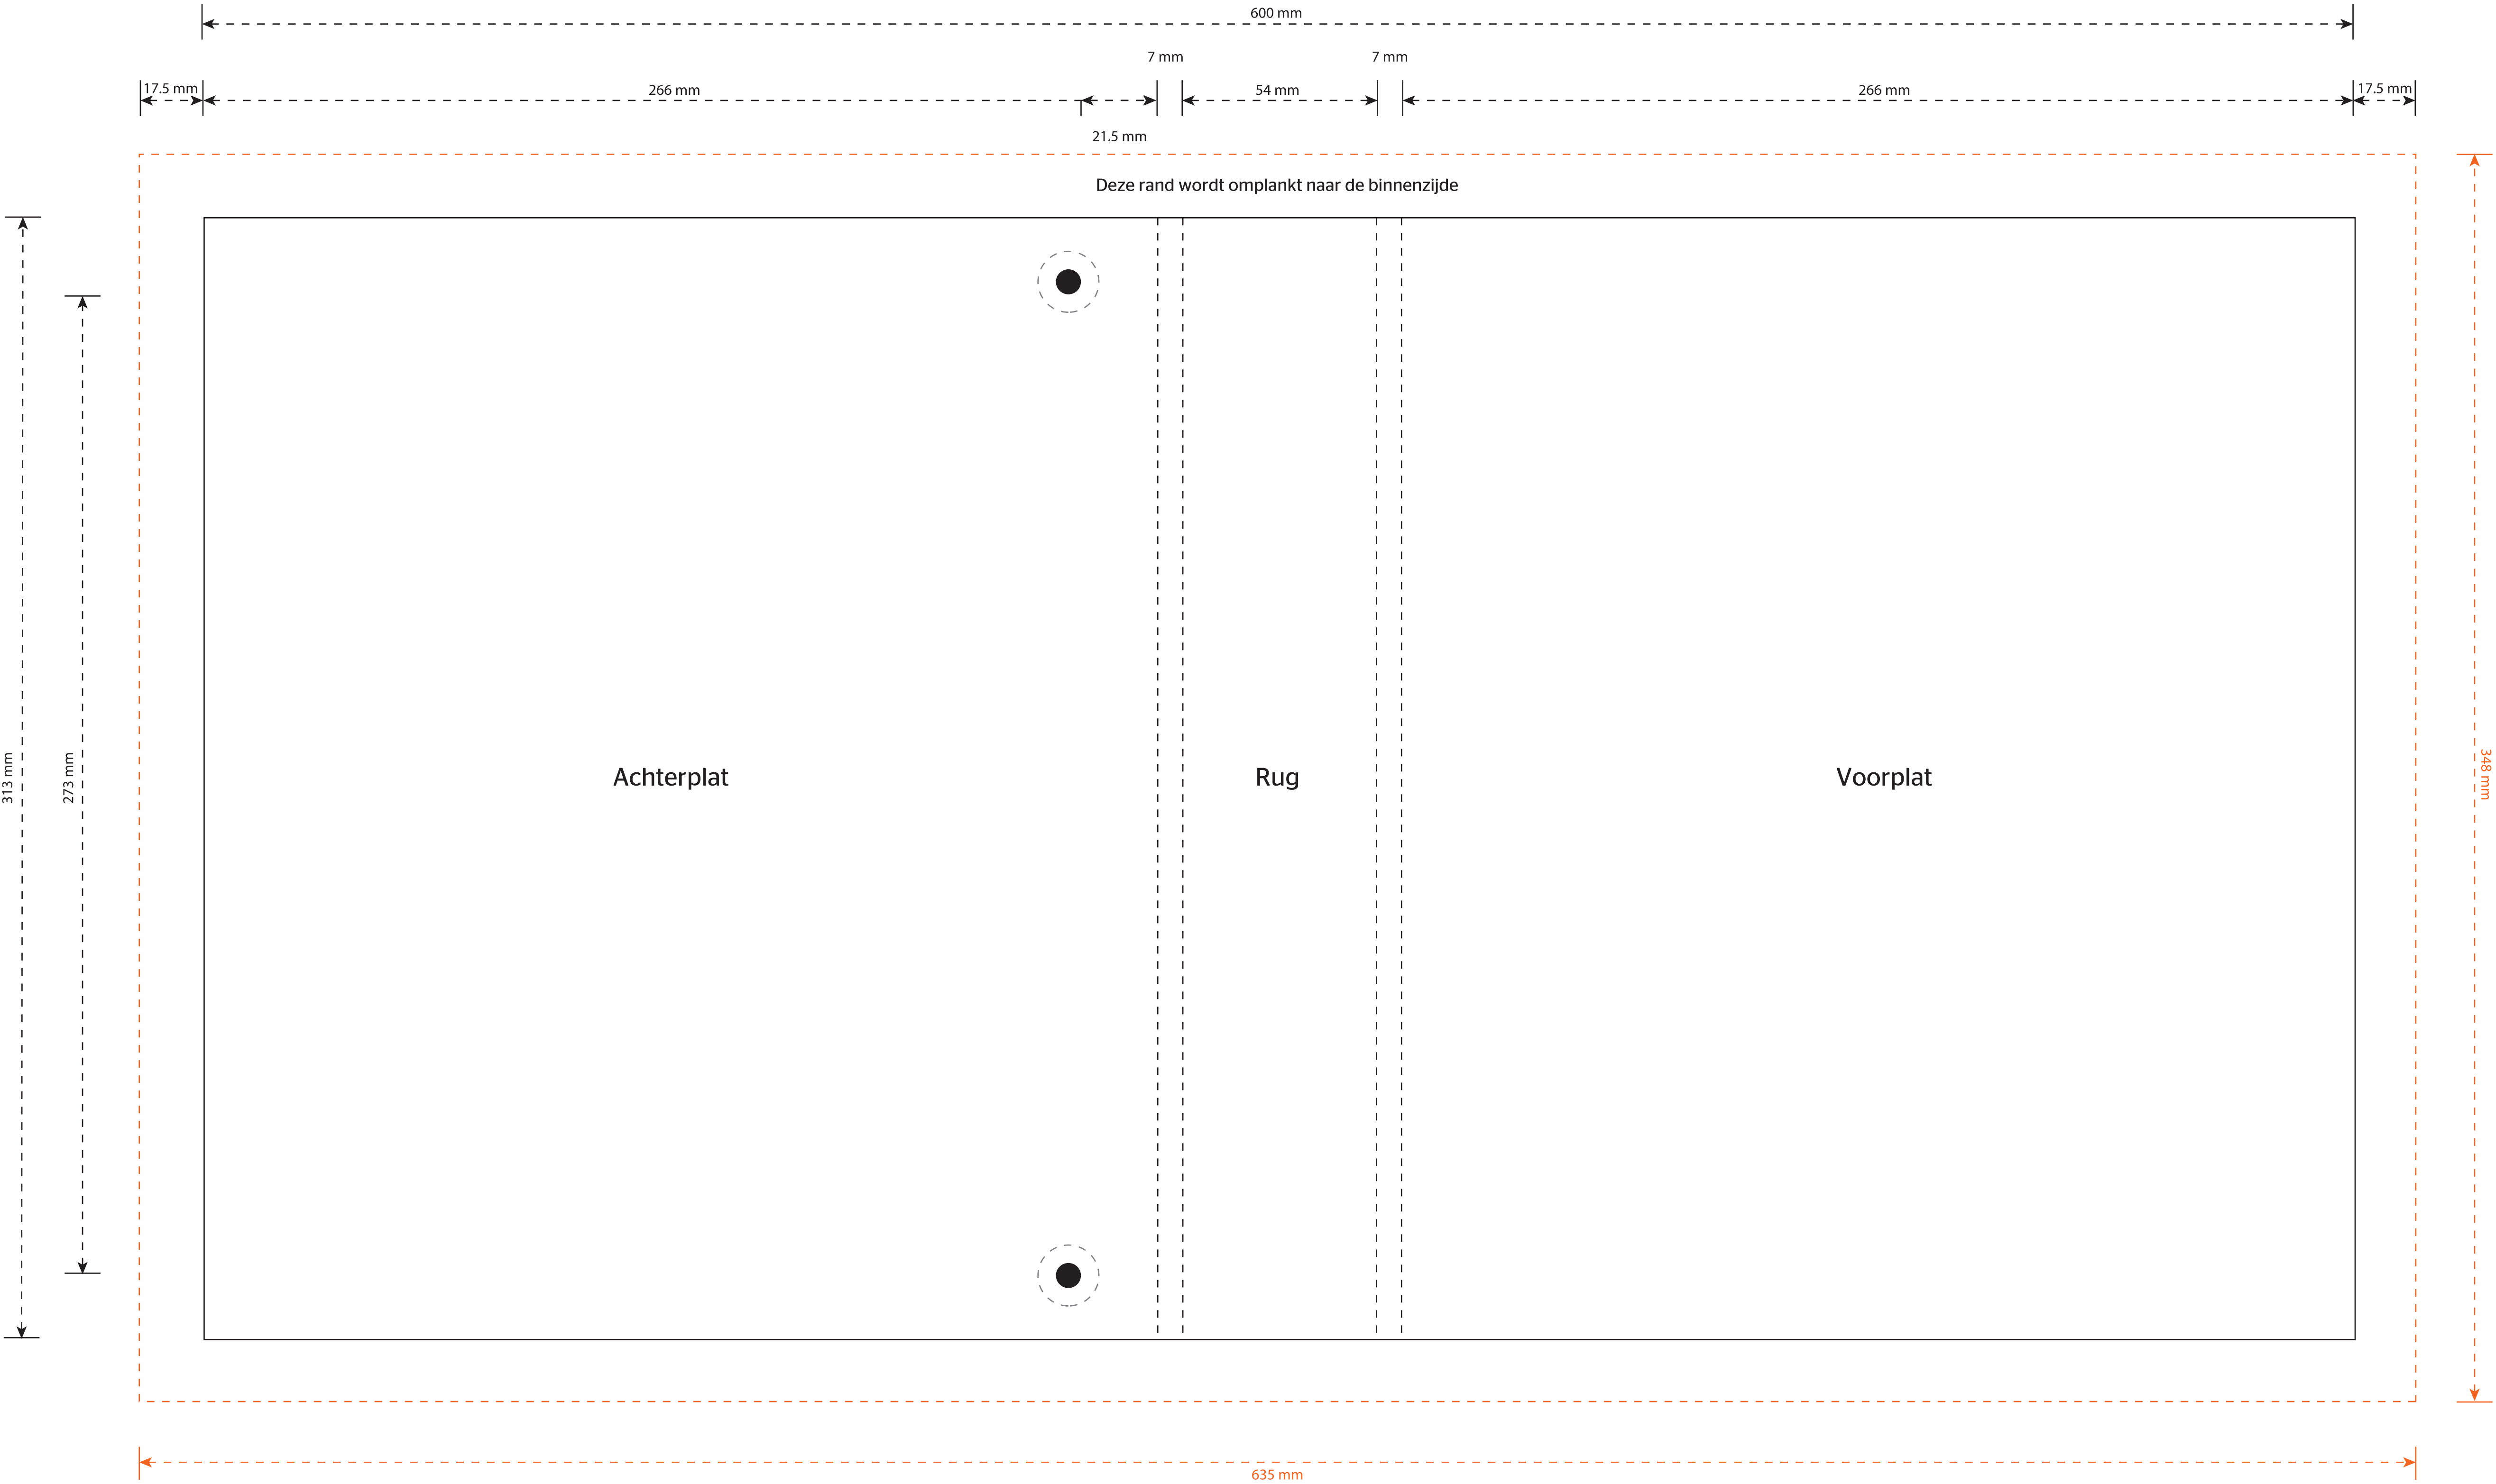 600 mm
7 mm
7 mm
17.5 mm
266 mm
54 mm
266 mm
17.5 mm
21.5 mm
Deze rand wordt omplankt naar de binnenzijde
313 mm
273 mm
Achterplat
Rug
Voorplat
348 mm
635 mm